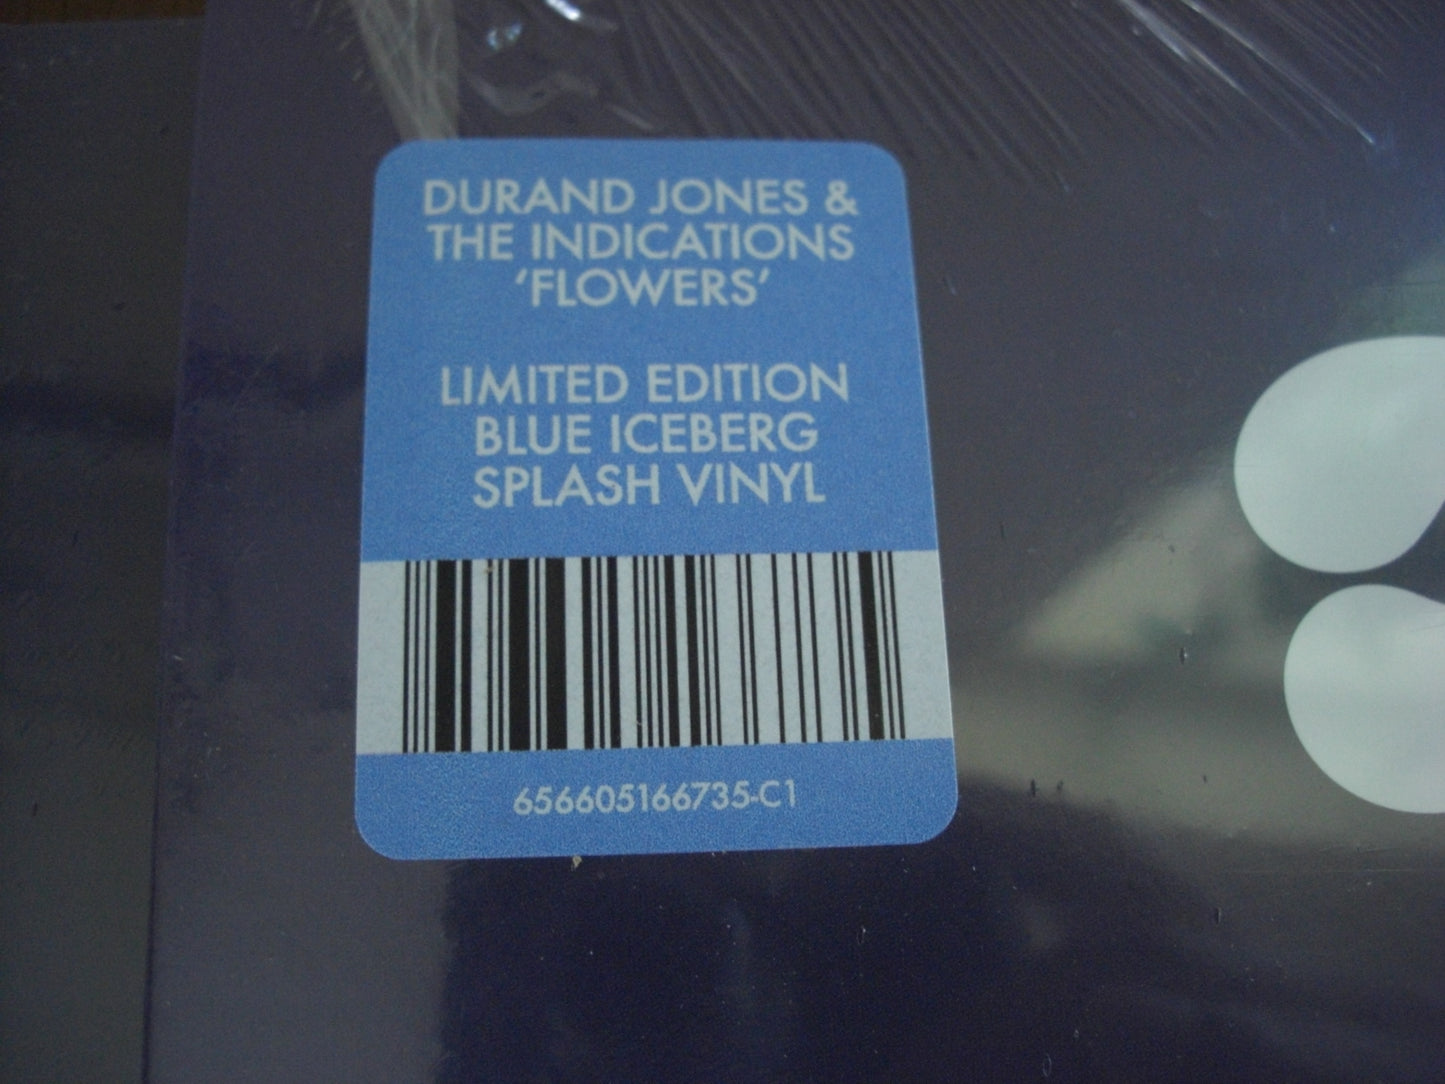 DURAND JONES &
THE INDICATIONS
‘FLOWERS’
LIMITED EDITION
BLUE ICEBERG
SPLASH VINYL
656605166735-C1